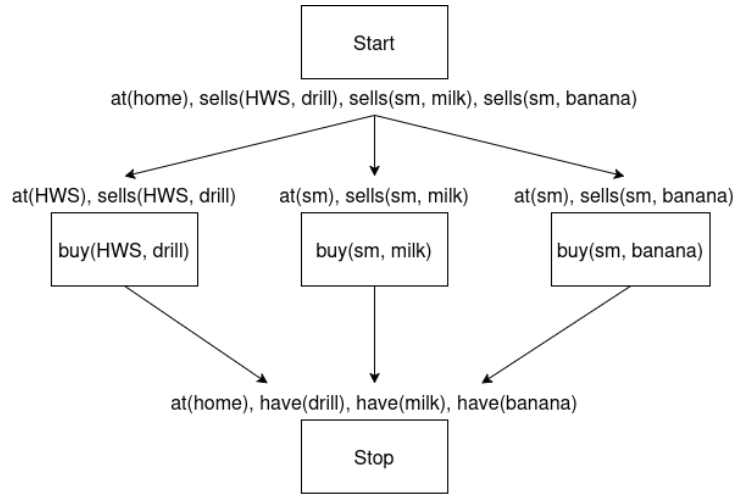 Start
at(home), sells(HWS, drill), sells(sm, milk), sells(sm, banana)
at(HWS), sells(HWS, drill)
at(sm), sells(sm, milk)
at(sm), sells(sm, banana)
buy(HWS, drill)
buy(sm, milk)
buy(sm, banana)
at(home), have(drill), have(milk), have(banana)
Stop